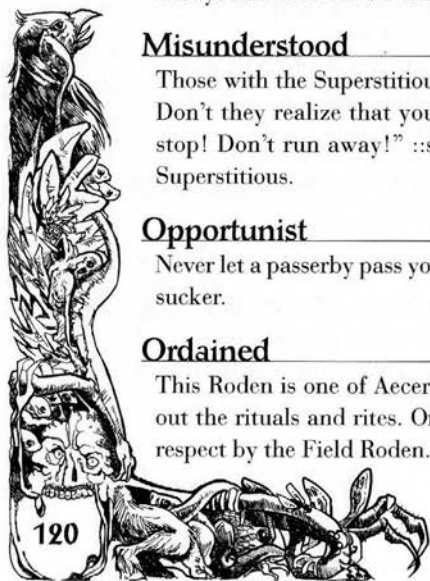 Misunderstood
Those with the Superstitiou
Don't they realize that you
stop! Don't run away!" ::s
Superstitious.
Opportunist
Never let a passerby pass yo
sucker.
Ordained
This Roden is one of Aecer
out the rituals and rites. Or
respect by the Field Roden.
120